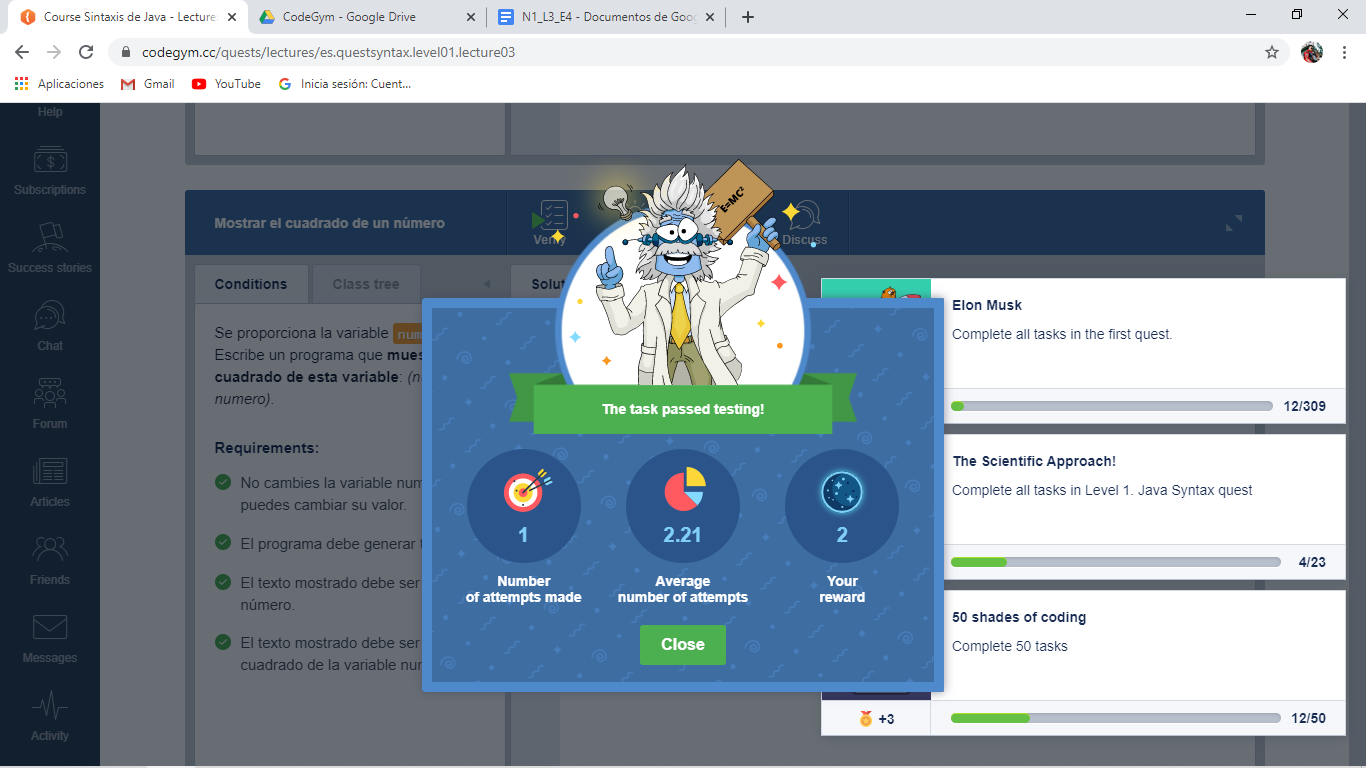 Course Sintaxis de Java - Lecture
CodeGym - Google Drive
N1_L3_E4 - Documentos de Goo
codegym.cc/quests/lectures/es.questsyntax.level01.lecture03
Aplicaciones
Gmail
YouTube
Inicia sesión: Cuent...
Help
Subscriptions
Success stories
Chat
Forum
Articles
Friends
Messages
Activity
Mostrar el cuadrado de un número
Verify
Discuss
Conditions
Class tree
Solut
Se proporciona la variable num
Escribe un programa que mues
cuadrado de esta variable: (n
numero).
Requirements:
No cambies la variable num
puedes cambiar su valor.
El programa debe generar t
El texto mostrado debe ser
número.
El texto mostrado debe ser
cuadrado de la variable num
E=MC²
The task passed testing!
1
Number
of attempts made
2.21
Average
number of attempts
2
Your
reward
Close
Elon Musk
Complete all tasks in the first quest.
12/309
The Scientific Approach!
Complete all tasks in Level 1. Java Syntax quest
4/23
50 shades of coding
Complete 50 tasks
+3
12/50